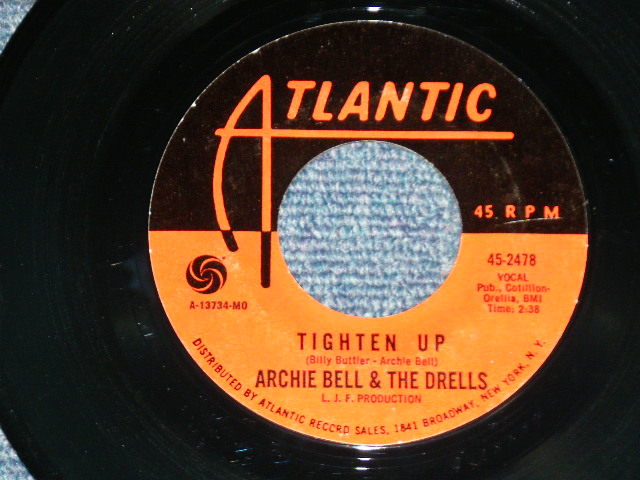 ATLANTIC
45 R P M
45-2478
VOCAL
Pub., Cotillion-
Orellia, BMI
Time: 2:38
A-13734-MO
TIGHTEN UP
(Billy Buttler - Archie Bell)
ARCHIE BELL & THE DRELLS
L. J. F. PRODUCTION
DISTRIBUTED BY ATLANTIC RECORD SALES, 1841 BROADWAY, NEW YORK, N. Y.